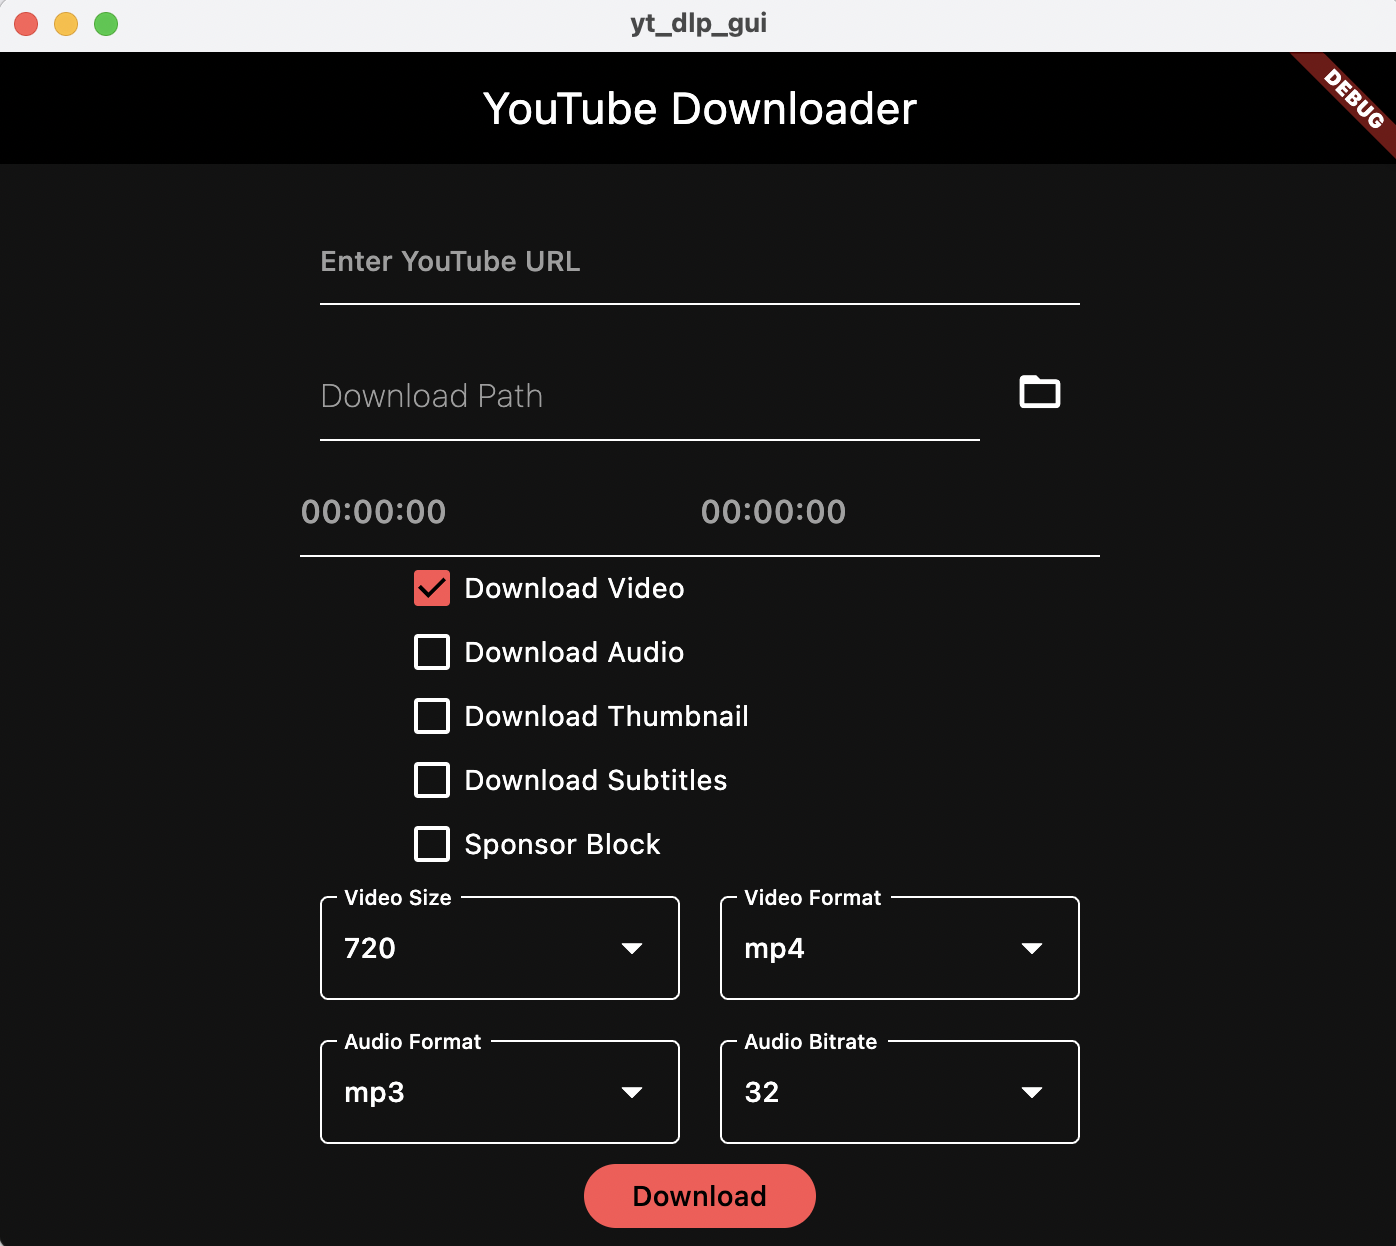 yt_dlp_gui
YouTube Downloader
DEBUG
Enter YouTube URL
Download Path
00:00:00 00:00:00
Download Video
Download Audio
Download Thumbnail
Download Subtitles
Sponsor Block
Video Size Video Format
720 mp4
Audio Format Audio Bitrate
mp3 32
Download